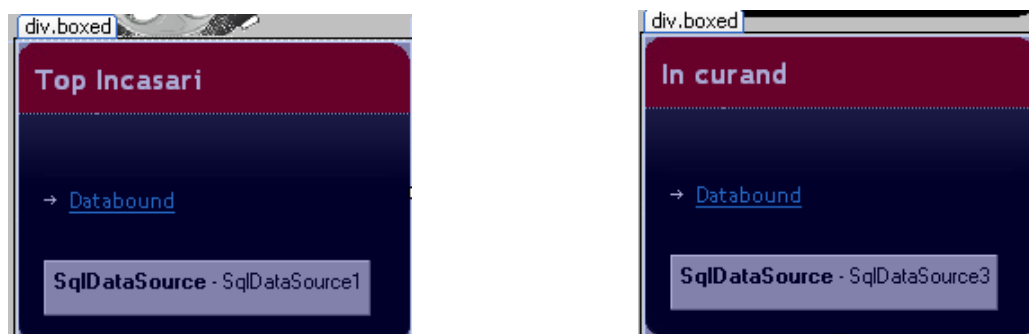 div.boxed
Top Incasari
→ Databound
SqlDataSource - SqlDataSource1
div.boxed
In curand
→ Databound
SqlDataSource - SqlDataSource3